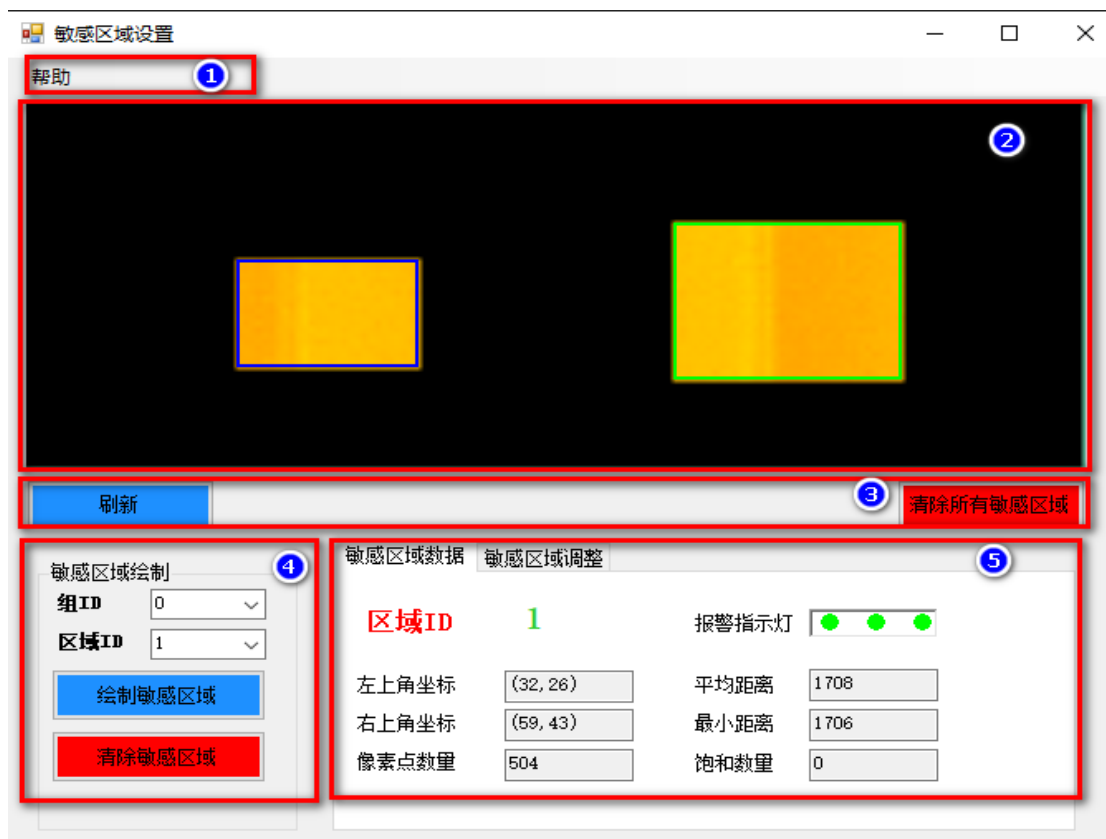 敏感区域设置
帮助 1
2
刷新 3 清除所有敏感区域
敏感区域绘制 4
组ID 0
区域ID 1
绘制敏感区域
清除敏感区域
敏感区域数据 敏感区域调整 5
区域ID 1 报警指示灯
左上角坐标 (32,26) 平均距离 1708
右上角坐标 (59,43) 最小距离 1706
像素点数量 504 饱和数量 0